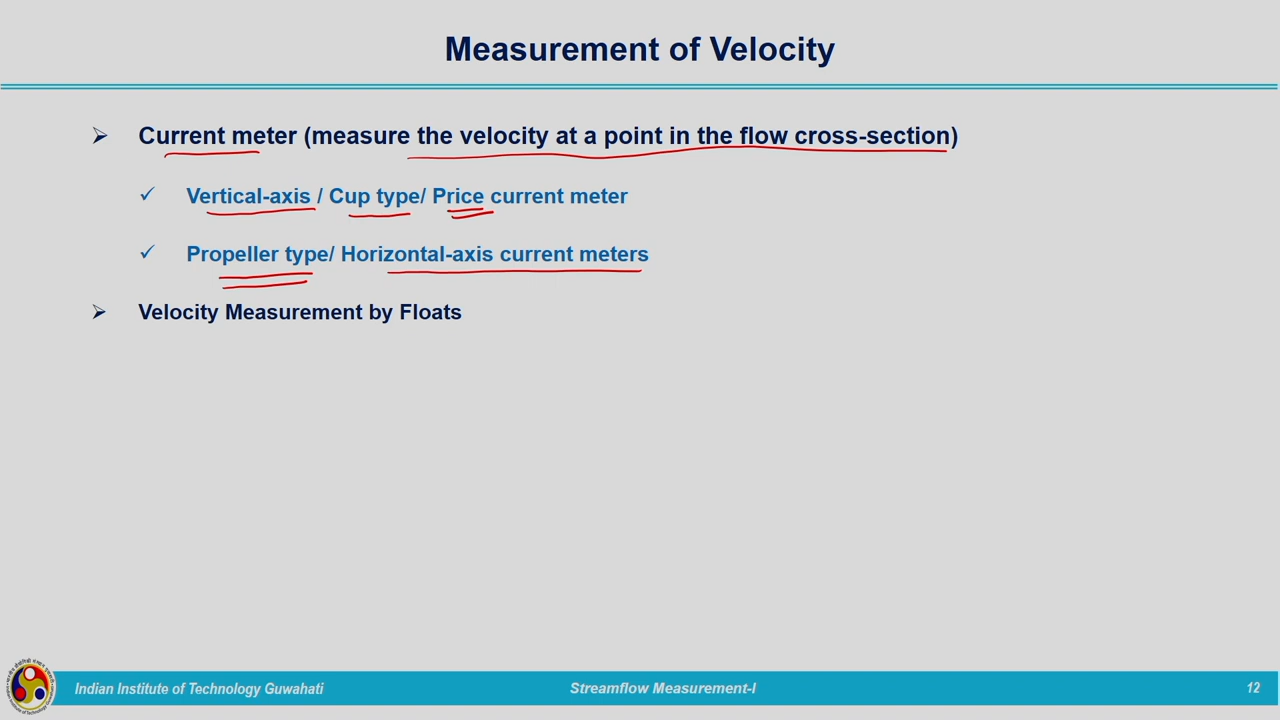 Measurement of Velocity
Current meter (measure the velocity at a point in the flow cross-section)
Vertical-axis / Cup type/ Price current meter
Propeller type/ Horizontal-axis current meters
Velocity Measurement by Floats
Indian Institute of Technology Guwahati
Streamflow Measurement-I
12